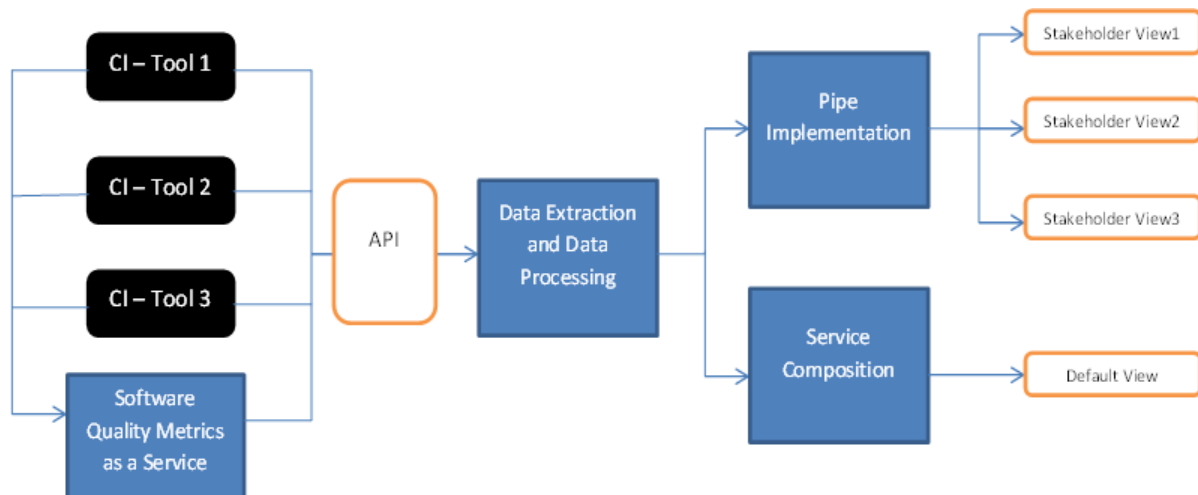 CI – Tool 1
CI – Tool 2
CI – Tool 3
Software
Quality Metrics
as a Service
API
Data Extraction
and Data
Processing
Pipe
Implementation
Service
Composition
Stakeholder View1
Stakeholder View2
Stakeholder View3
Default View